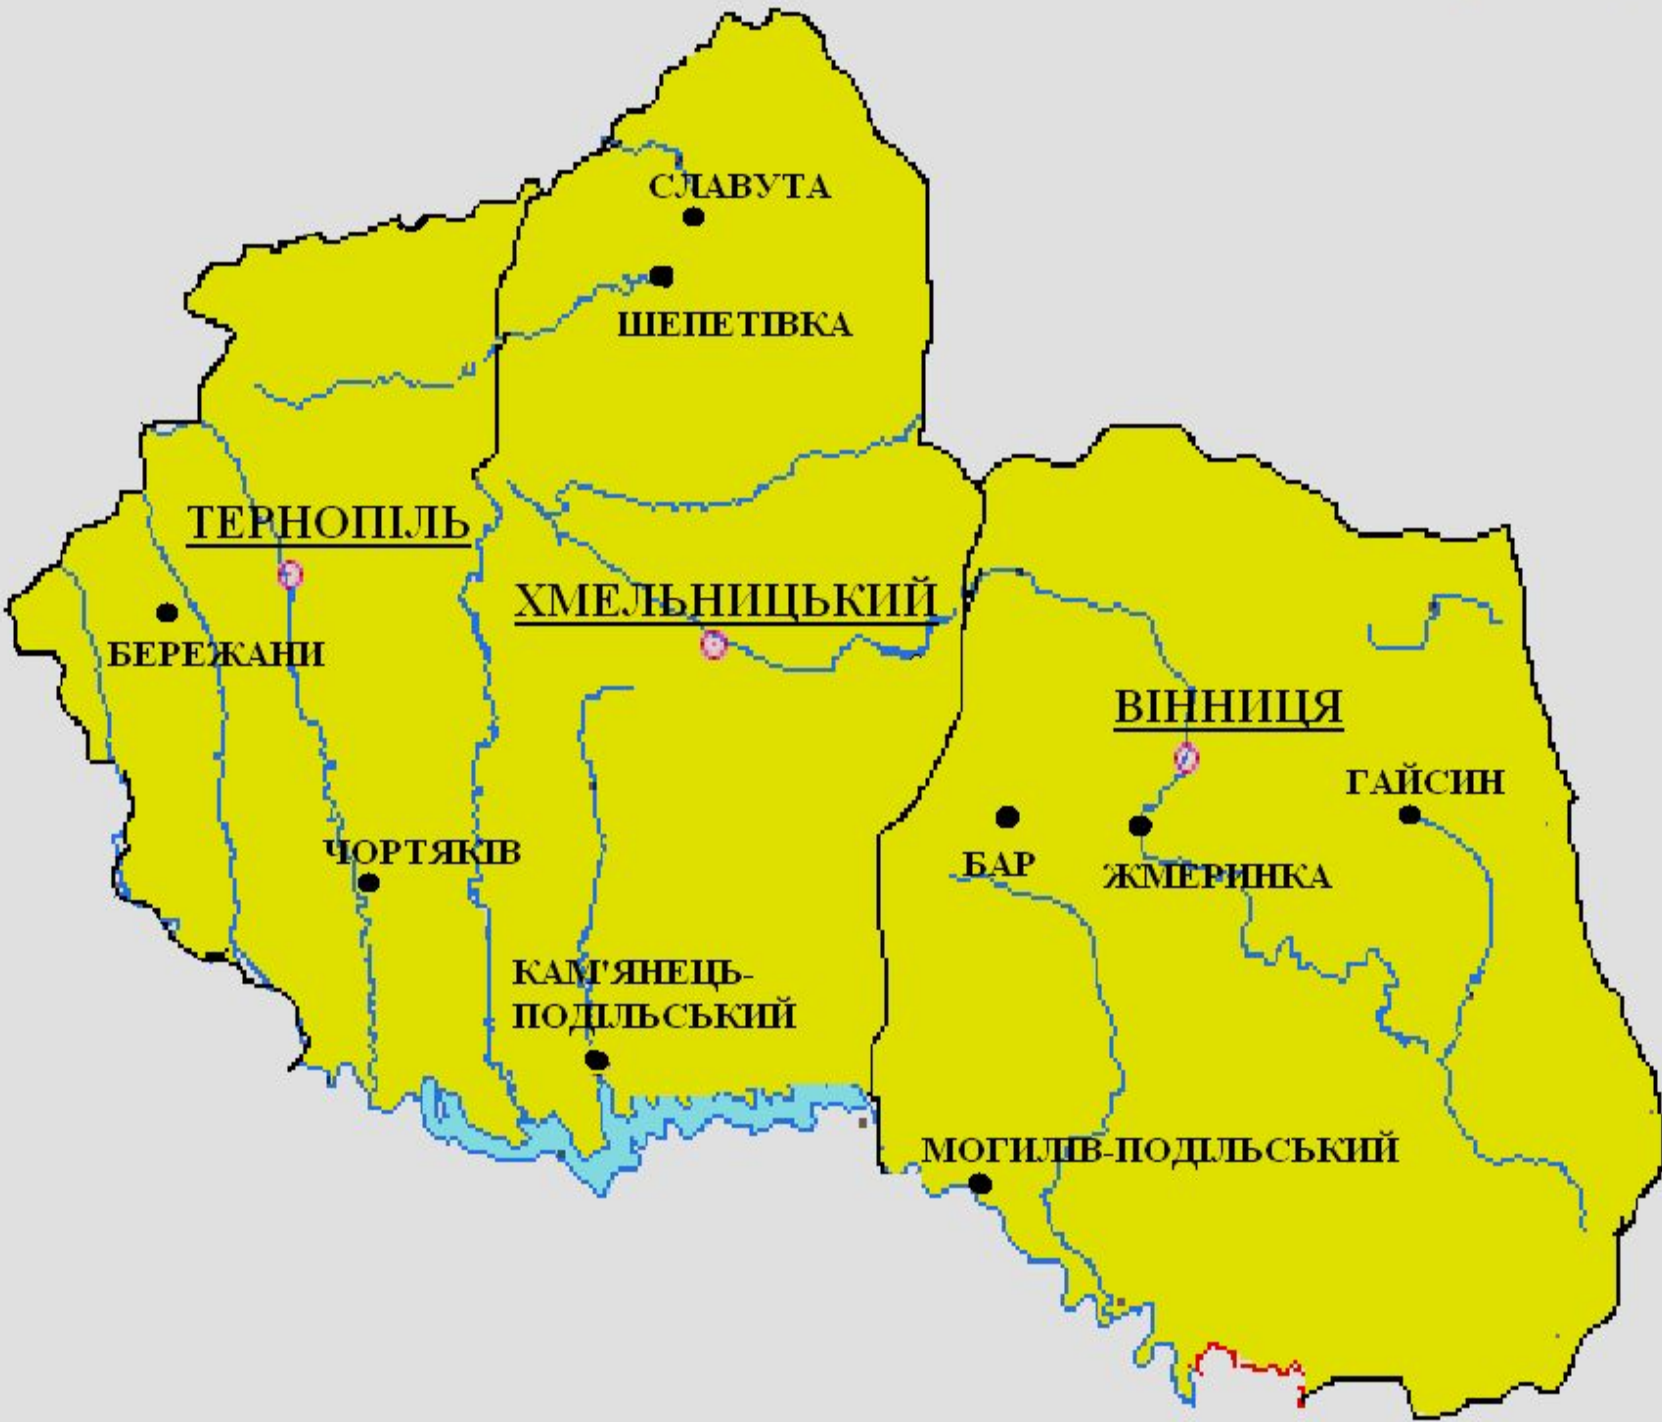 СЛАВУТА
ШЕПЕТІВКА
ТЕРНОПІЛЬ
ХМЕЛЬНИЦЬКИЙ
БЕРЕЖАНИ
ВІННИЦЯ
ГАЙСИН
ЧОРТЯКІВ
БАР
ЖМЕРИНКА
КАМ'ЯНЕЦЬ-
ПОДІЛЬСЬКИЙ
МОГИЛІВ-ПОДІЛЬСЬКИЙ